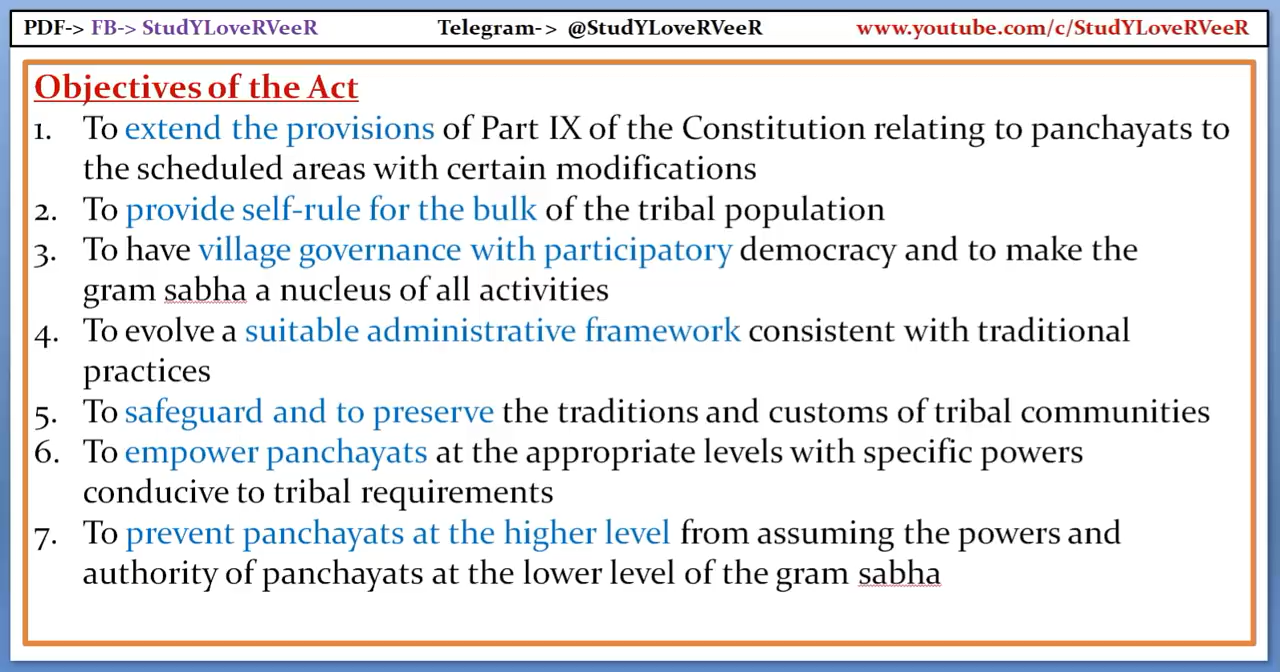 PDF-> FB-> StudYLoveRVeeR Telegram-> @StudYLoveRVeeR www.youtube.com/c/StudYLoveRVeeR
Objectives of the Act
1. To extend the provisions of Part IX of the Constitution relating to panchayats to
the scheduled areas with certain modifications
2. To provide self-rule for the bulk of the tribal population
3. To have village governance with participatory democracy and to make the
gram sabha a nucleus of all activities
4. To evolve a suitable administrative framework consistent with traditional
practices
5. To safeguard and to preserve the traditions and customs of tribal communities
6. To empower panchayats at the appropriate levels with specific powers
conducive to tribal requirements
7. To prevent panchayats at the higher level from assuming the powers and
authority of panchayats at the lower level of the gram sabha